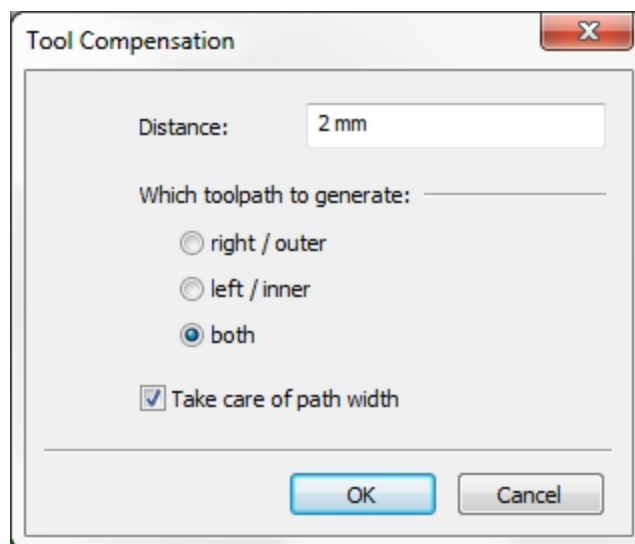 Tool Compensation
Distance: 2 mm
Which toolpath to generate:
right / outer
left / inner
both
Take care of path width
OK Cancel